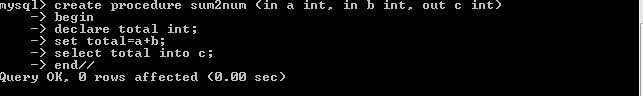 mysql> create procedure sum2num (in a int, in b int, out c int)
-> begin
-> declare total int;
-> set total=a+b;
-> select total into c;
-> end//
Query OK, 0 rows affected (0.00 sec)